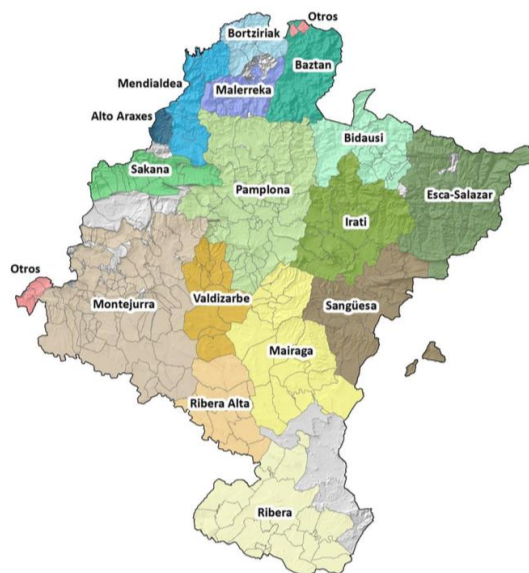 Otros
Bortziriak
Baztan
Mendialdea
Malerreka
Alto Araxes
Bidausi
Sakana
Pamplona
Esca-Salazar
Irati
Otros
Montejurra
Valdizarbe
Sangüesa
Mairaga
Ribera Alta
Ribera